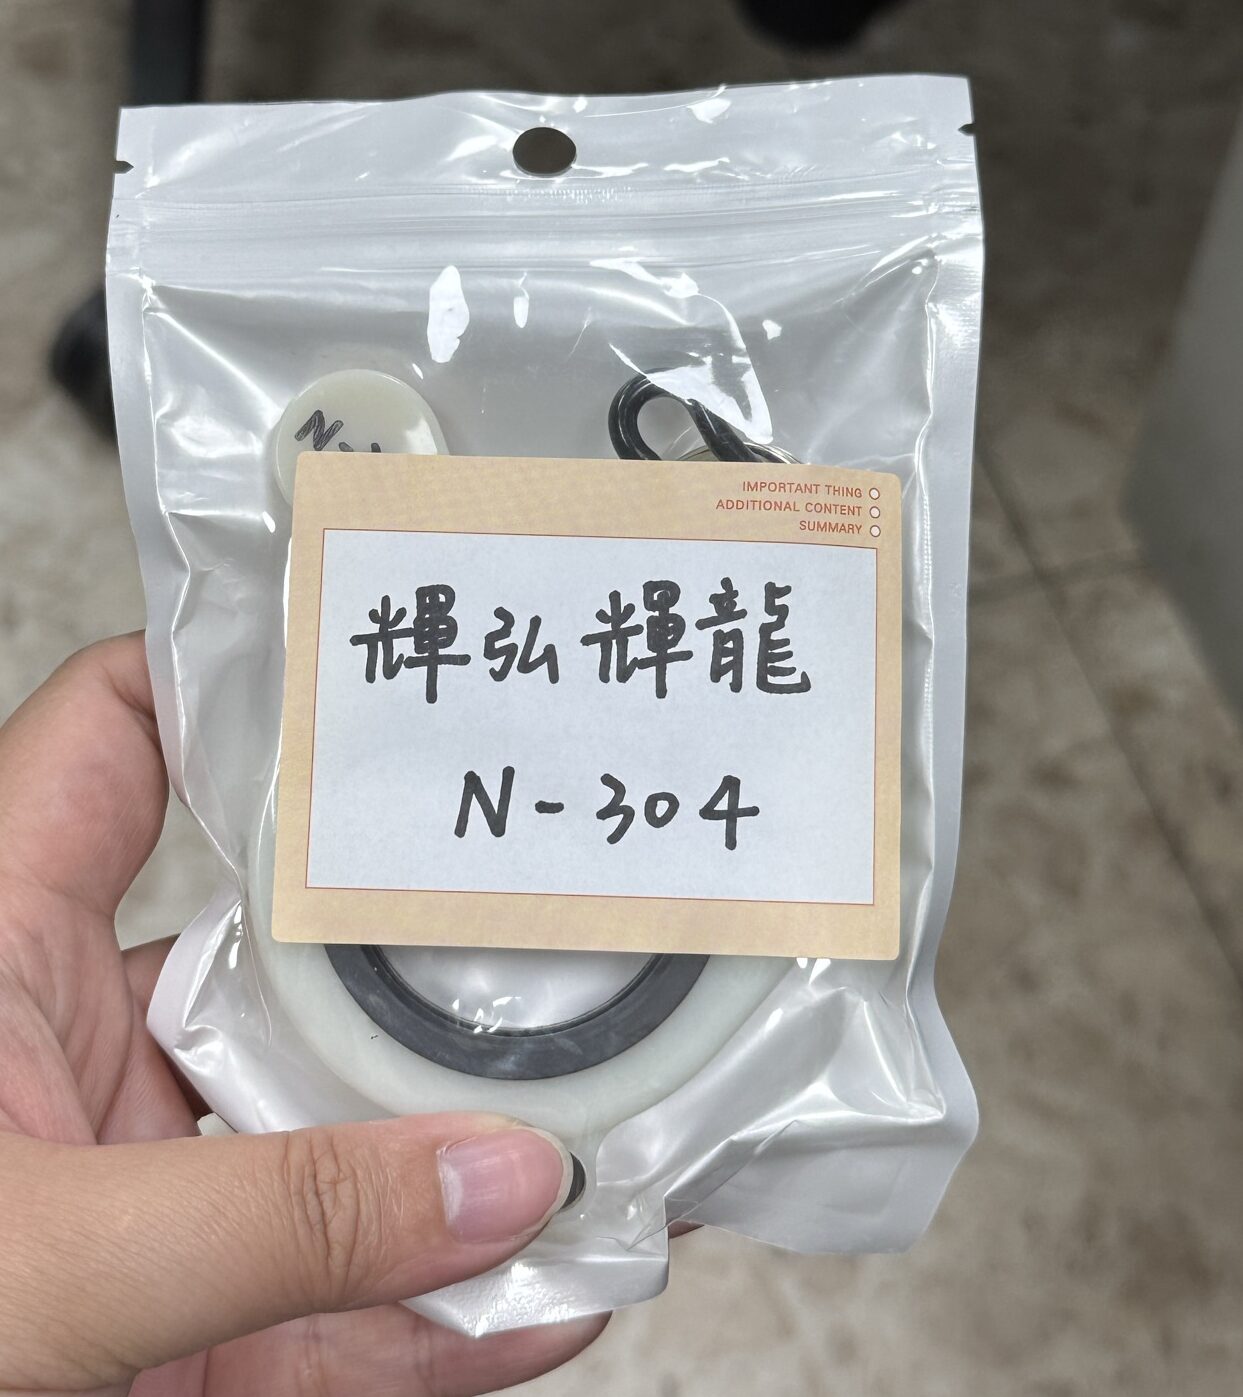 IMPORTANT THING
ADDITIONAL CONTENT
SUMMARY
輝弘輝龍
N-304